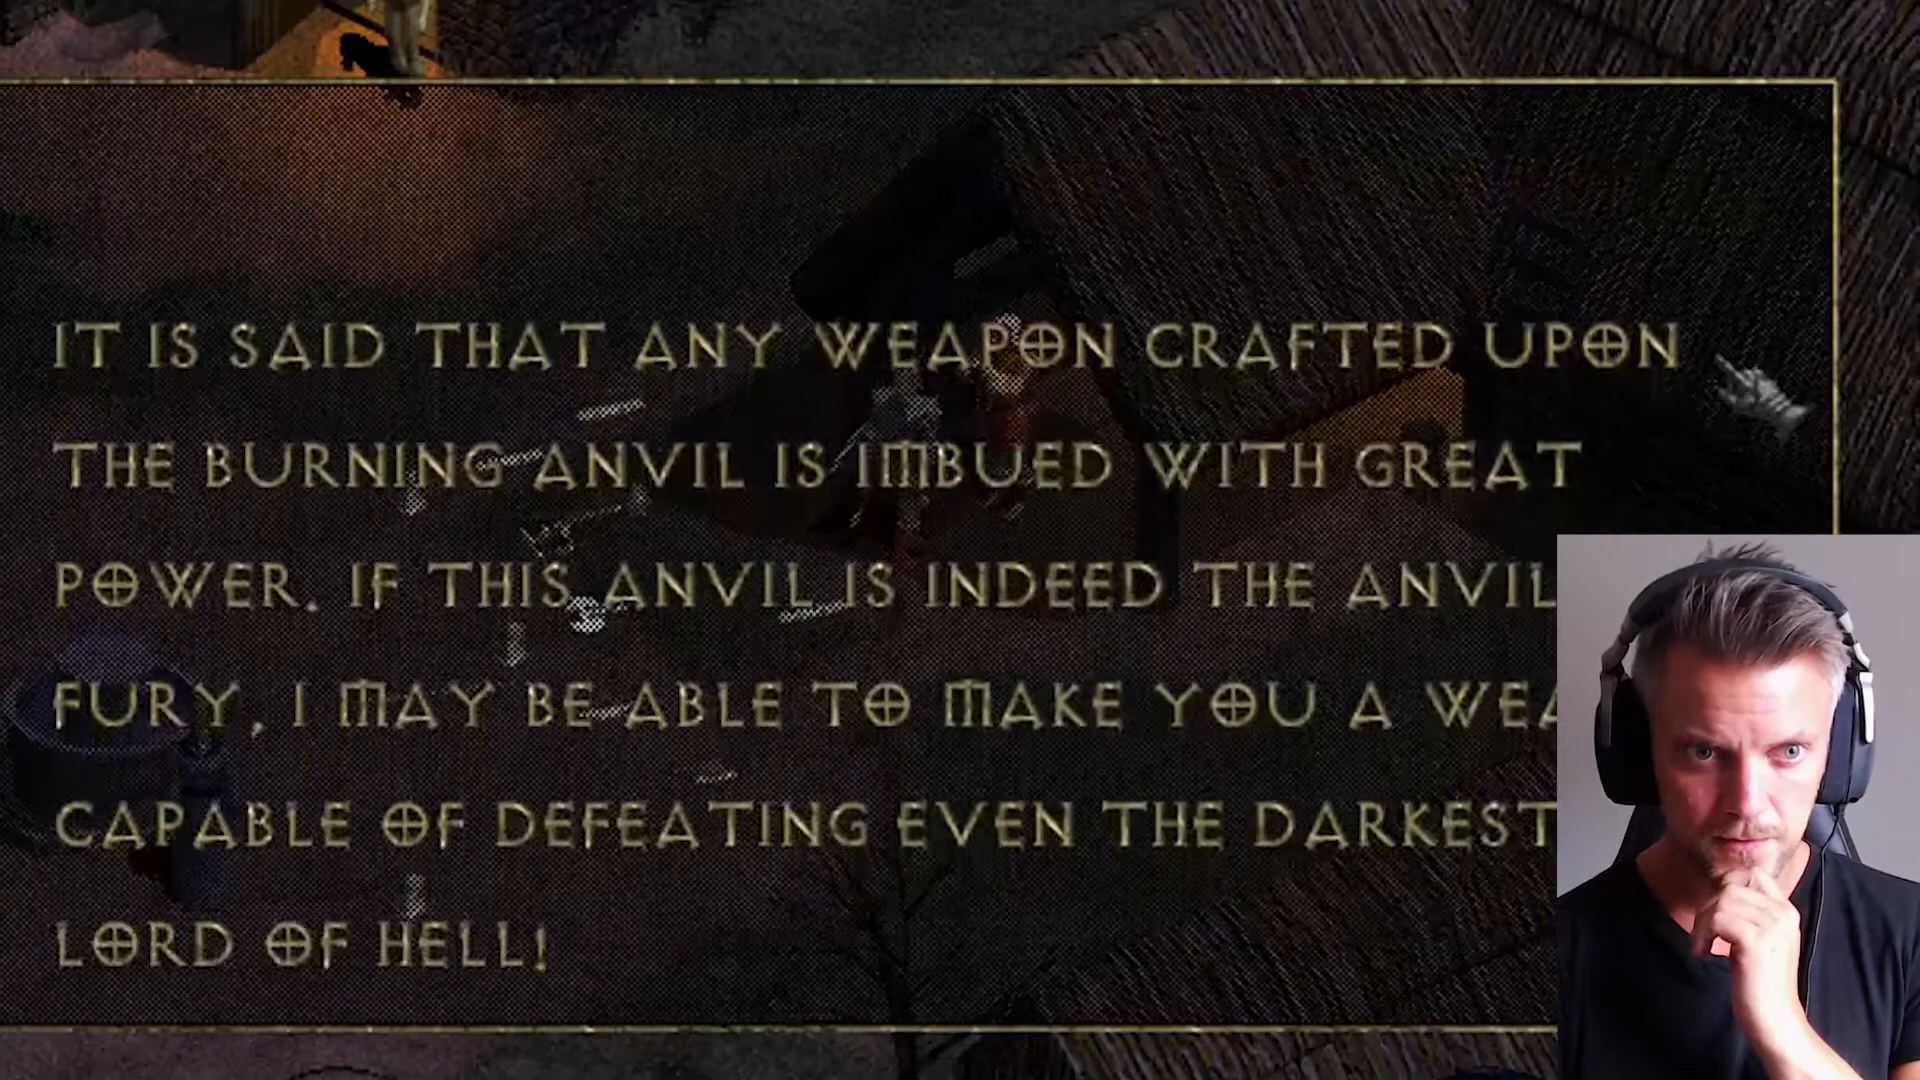 IT IS SAID THAT ANY WEAPON CRAFTED UPON
THE BURNING ANVIL IS IMBUED WITH GREAT
POWER. IF THIS ANVIL IS INDEED THE ANVIL
FURY, I MAY BE ABLE TO MAKE YOU A
CAPABLE OF DEFEATING EVEN THE DARKEST
LORD OF HELL!